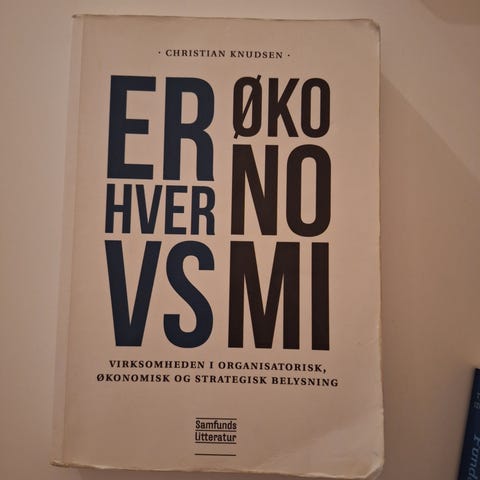 · CHRISTIAN KNUDSEN ·
ER
HVER
VS
ØKO
NO
MI
VIRKSOMHEDEN I ORGANISATORISK,
ØKONOMISK OG STRATEGISK BELYSNING
Samfunds
litteratur